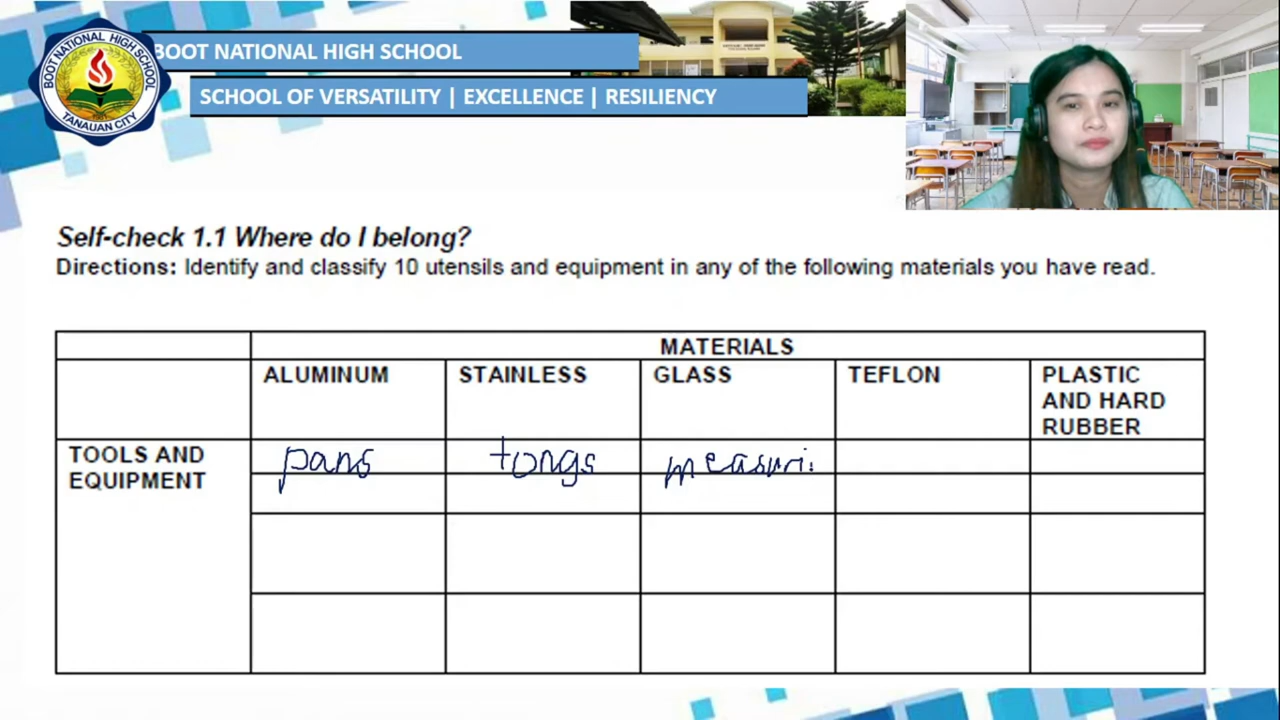 BOOT NATIONAL HIGH SCHOOL
SCHOOL OF VERSATILITY | EXCELLENCE | RESILIENCY
BOOT NATIONAL HIGH SCHOOL
TANAUAN CITY
Self-check 1.1 Where do I belong?
Directions: Identify and classify 10 utensils and equipment in any of the following materials you have read.
MATERIALS
ALUMINUM STAINLESS GLASS TEFLON PLASTIC AND HARD RUBBER
TOOLS AND EQUIPMENT pans tongs measuri